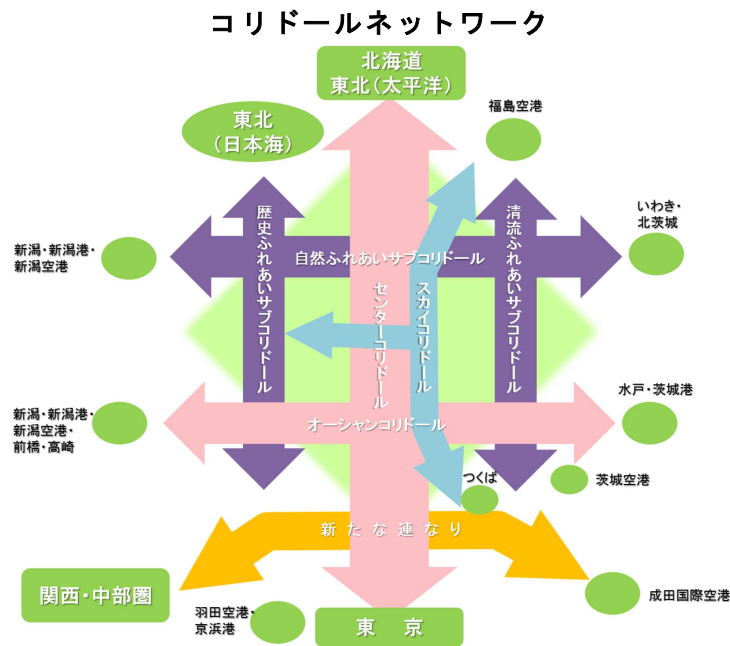 コリドールネットワーク
北海道
東北(太平洋)
東北
(日本海)
福島空港
いわき・
北茨城
新潟・新潟港・
新潟空港
歴史ふれあいサブコリドール
清流ふれあいサブコリドール
自然ふれあいサブコリドール
センターコリドール
スカイコリドール
水戸・茨城港
新潟・新潟港・
新潟空港・
前橋・高崎
オーシャンコリドール
つくば
茨城空港
新たな連なり
関西・中部圏
成田国際空港
羽田空港・
京浜港
東 京